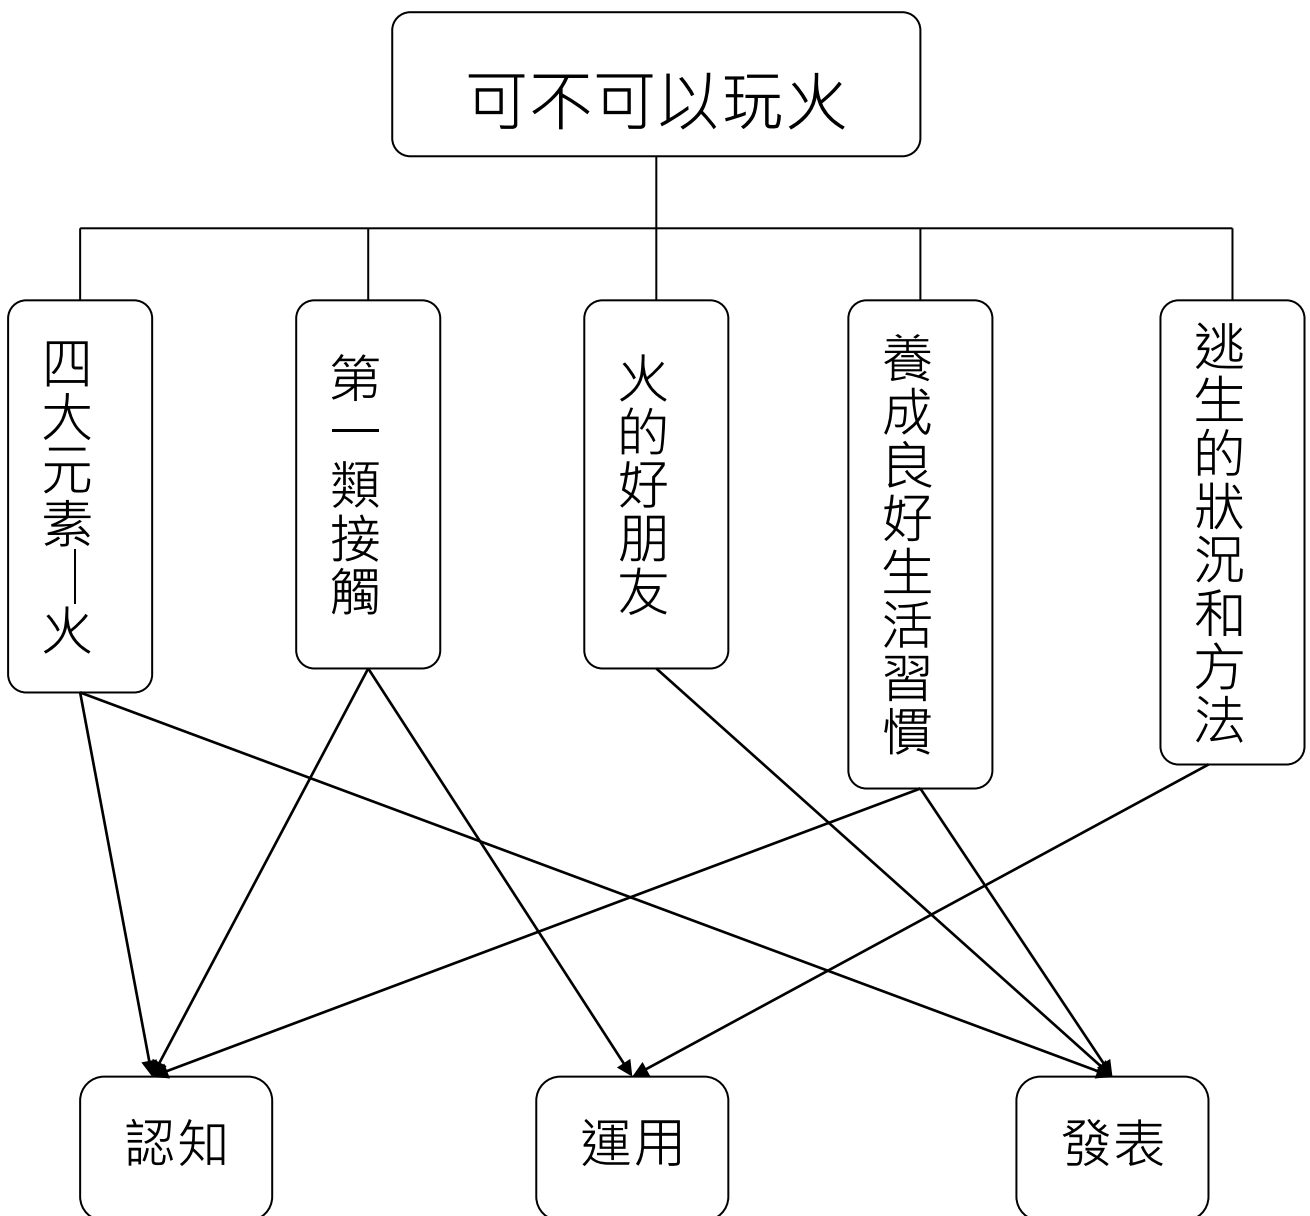 可不可以玩火
四大元素—火
第一類接觸
火的好朋友
養成良好生活習慣
逃生的狀況和方法
認知
運用
發表